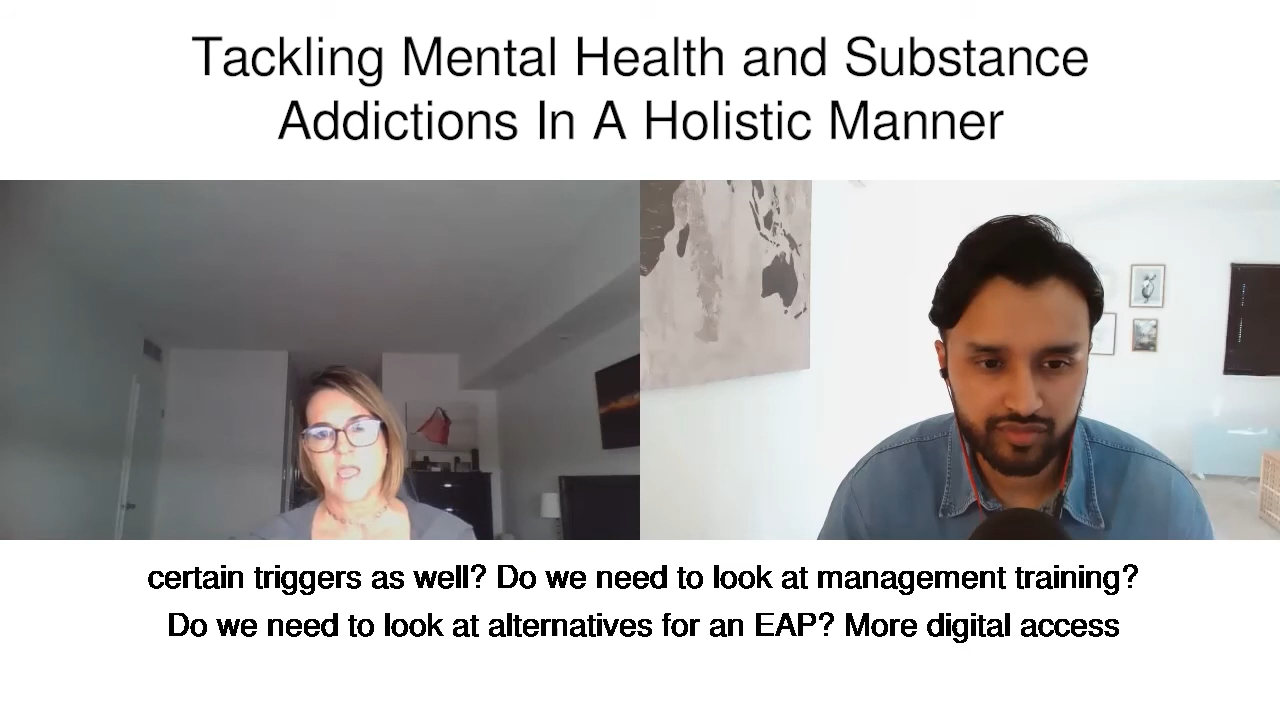 Tackling Mental Health and Substance
Addictions In A Holistic Manner
certain triggers as well? Do we need to look at management training?
Do we need to look at alternatives for an EAP? More digital access